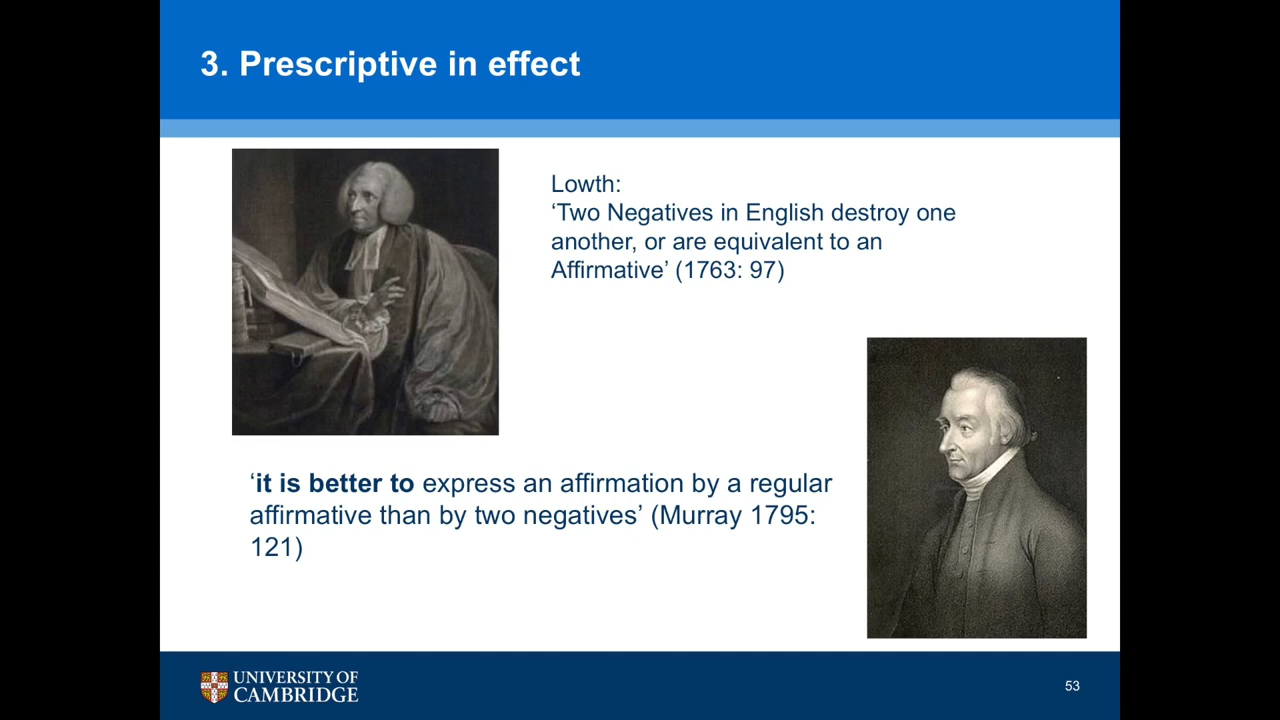 3. Prescriptive in effect
Lowth:
‘Two Negatives in English destroy one
another, or are equivalent to an
Affirmative’ (1763: 97)
‘it is better to express an affirmation by a regular
affirmative than by two negatives’ (Murray 1795:
121)
UNIVERSITY OF
CAMBRIDGE
53